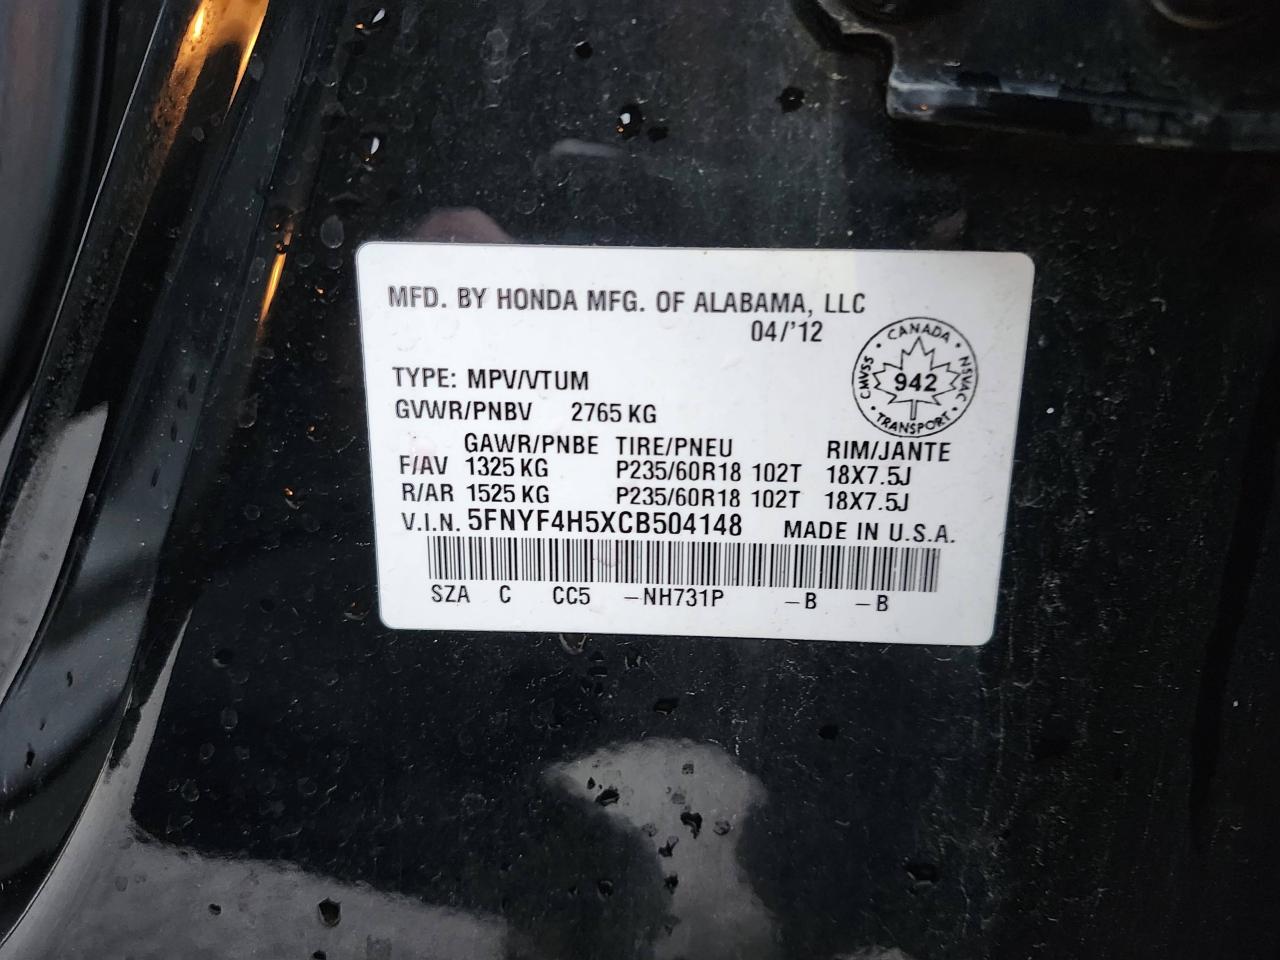 MFD. BY HONDA MFG. OF ALABAMA, LLC
04/'12
CANADA
CMVSS • NSVAC
942
TRANSPORT
TYPE: MPV/VTUM
GVWR/PNBV 2765 KG
GAWR/PNBE TIRE/PNEU RIM/JANTE
F/AV 1325 KG P235/60R18 102T 18X7.5J
R/AR 1525 KG P235/60R18 102T 18X7.5J
V.I.N. 5FNYF4H5XCB504148 MADE IN U.S.A.
SZA C CC5 -NH731P -B -B